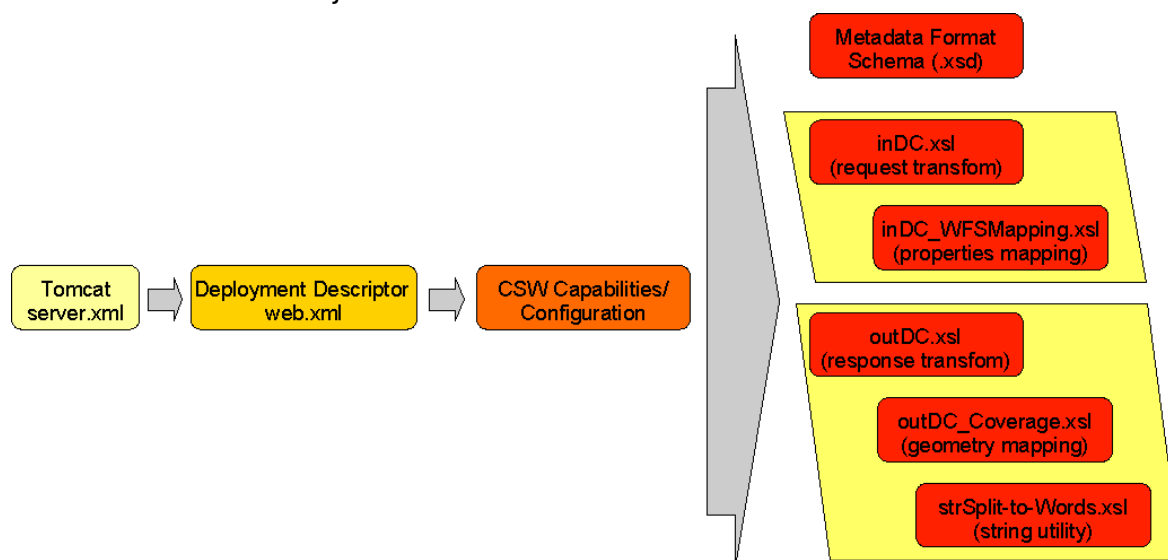 Metadata Format
Schema (.xsd)
inDC.xsl
(request transfom)
inDC_WFSMapping.xsl
(properties mapping)
Tomcat
server.xml
Deployment Descriptor
web.xml
CSW Capabilities/
Configuration
outDC.xsl
(response transfom)
outDC_Coverage.xsl
(geometry mapping)
strSplit-to-Words.xsl
(string utility)